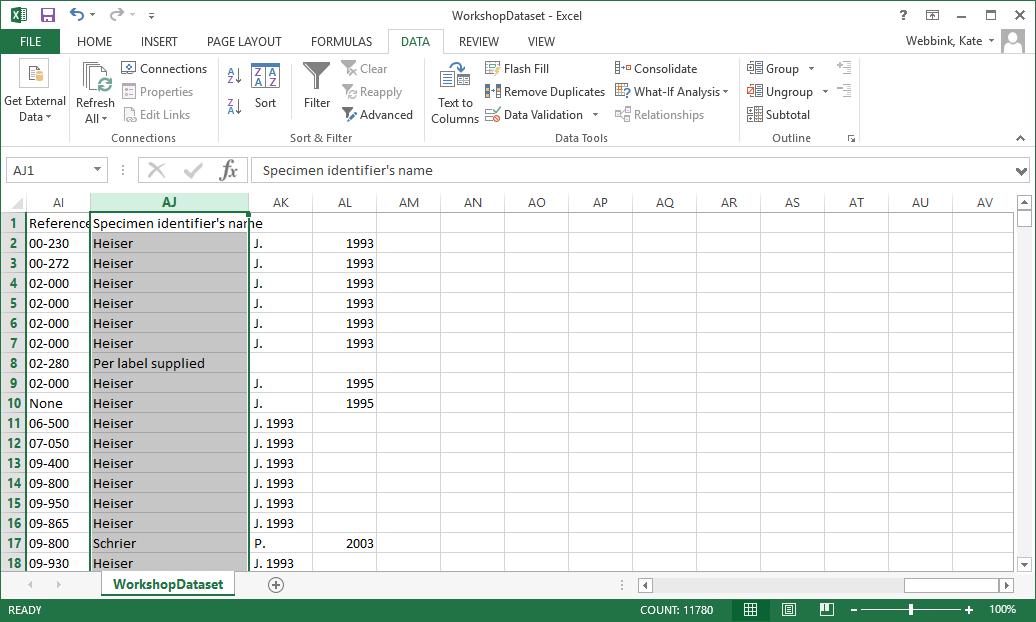 WorkshopDataset - Excel
?
FILE HOME INSERT PAGE LAYOUT FORMULAS DATA REVIEW VIEW Webbink, Kate
Get External Data
Refresh All
Connections
Properties
Edit Links
Connections
Sort
Filter
Clear
Reapply
Advanced
Sort & Filter
Text to Columns
Flash Fill
Remove Duplicates
Data Validation
Consolidate
What-If Analysis
Relationships
Data Tools
Group
Ungroup
Subtotal
Outline
AJ1 fx Specimen identifier's name
AI AJ AK AL AM AN AO AP AQ AR AS AT AU AV
1 Reference Specimen identifier's name
2 00-230 Heiser J. 1993
3 00-272 Heiser J. 1993
4 02-000 Heiser J. 1993
5 02-000 Heiser J. 1993
6 02-000 Heiser J. 1993
7 02-000 Heiser J. 1993
8 02-280 Per label supplied
9 02-000 Heiser J. 1995
10 None Heiser J. 1995
11 06-500 Heiser J. 1993
12 07-050 Heiser J. 1993
13 09-400 Heiser J. 1993
14 09-800 Heiser J. 1993
15 09-950 Heiser J. 1993
16 09-865 Heiser J. 1993
17 09-800 Schrier P. 2003
18 09-930 Heiser J. 1993
WorkshopDataset
READY COUNT: 11780 100%